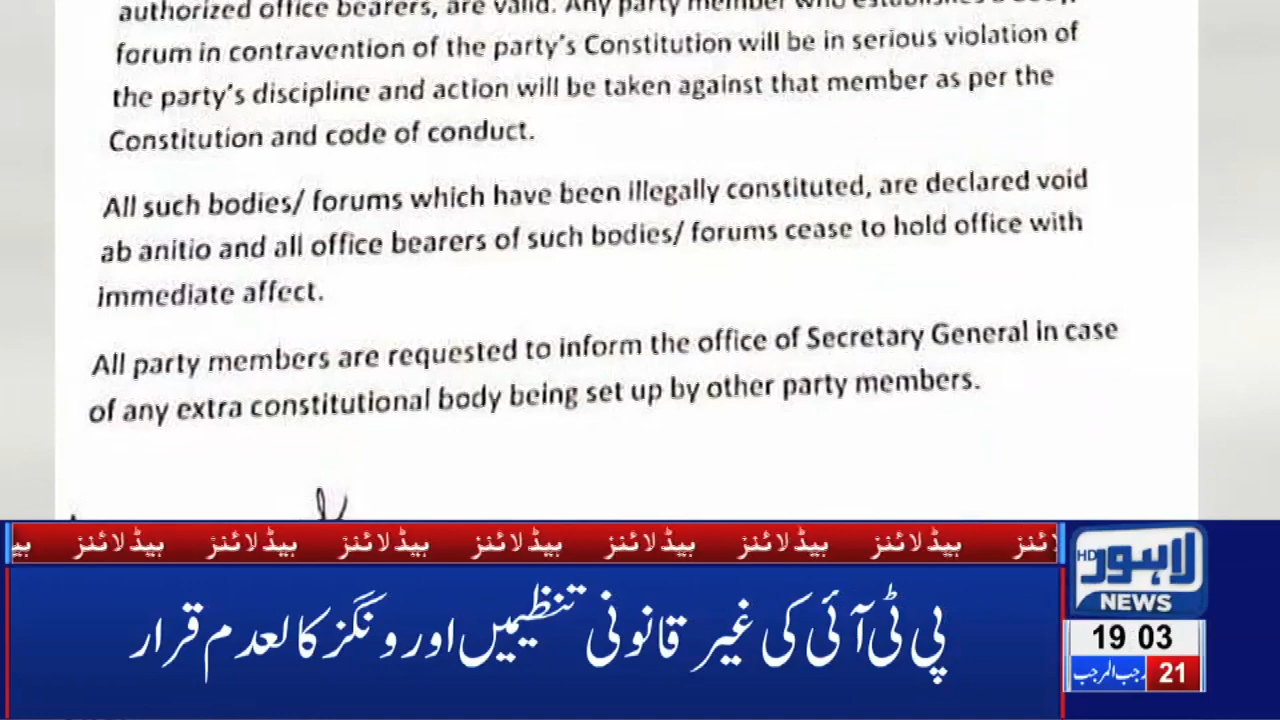 authorized office bearers, are valid. Any party member who establishes a body,
forum in contravention of the party's Constitution will be in serious violation of
the party's discipline and action will be taken against that member as per the
Constitution and code of conduct.
All such bodies/ forums which have been illegally constituted, are declared void
ab anitio and all office bearers of such bodies/ forums cease to hold office with
immediate affect.
All party members are requested to inform the office of Secretary General in case
of any extra constitutional body being set up by other party members.
ہیڈلائنز ہیڈلائنز ہیڈلائنز ہیڈلائنز ہیڈلائنز ہیڈلائنز ہیڈلائنز
پی ٹی آئی کی غیر قانونی تنظیمیں اور ونگز کالعدم قرار
لاہور HD
NEWS
19 03
21 رجب المرجب